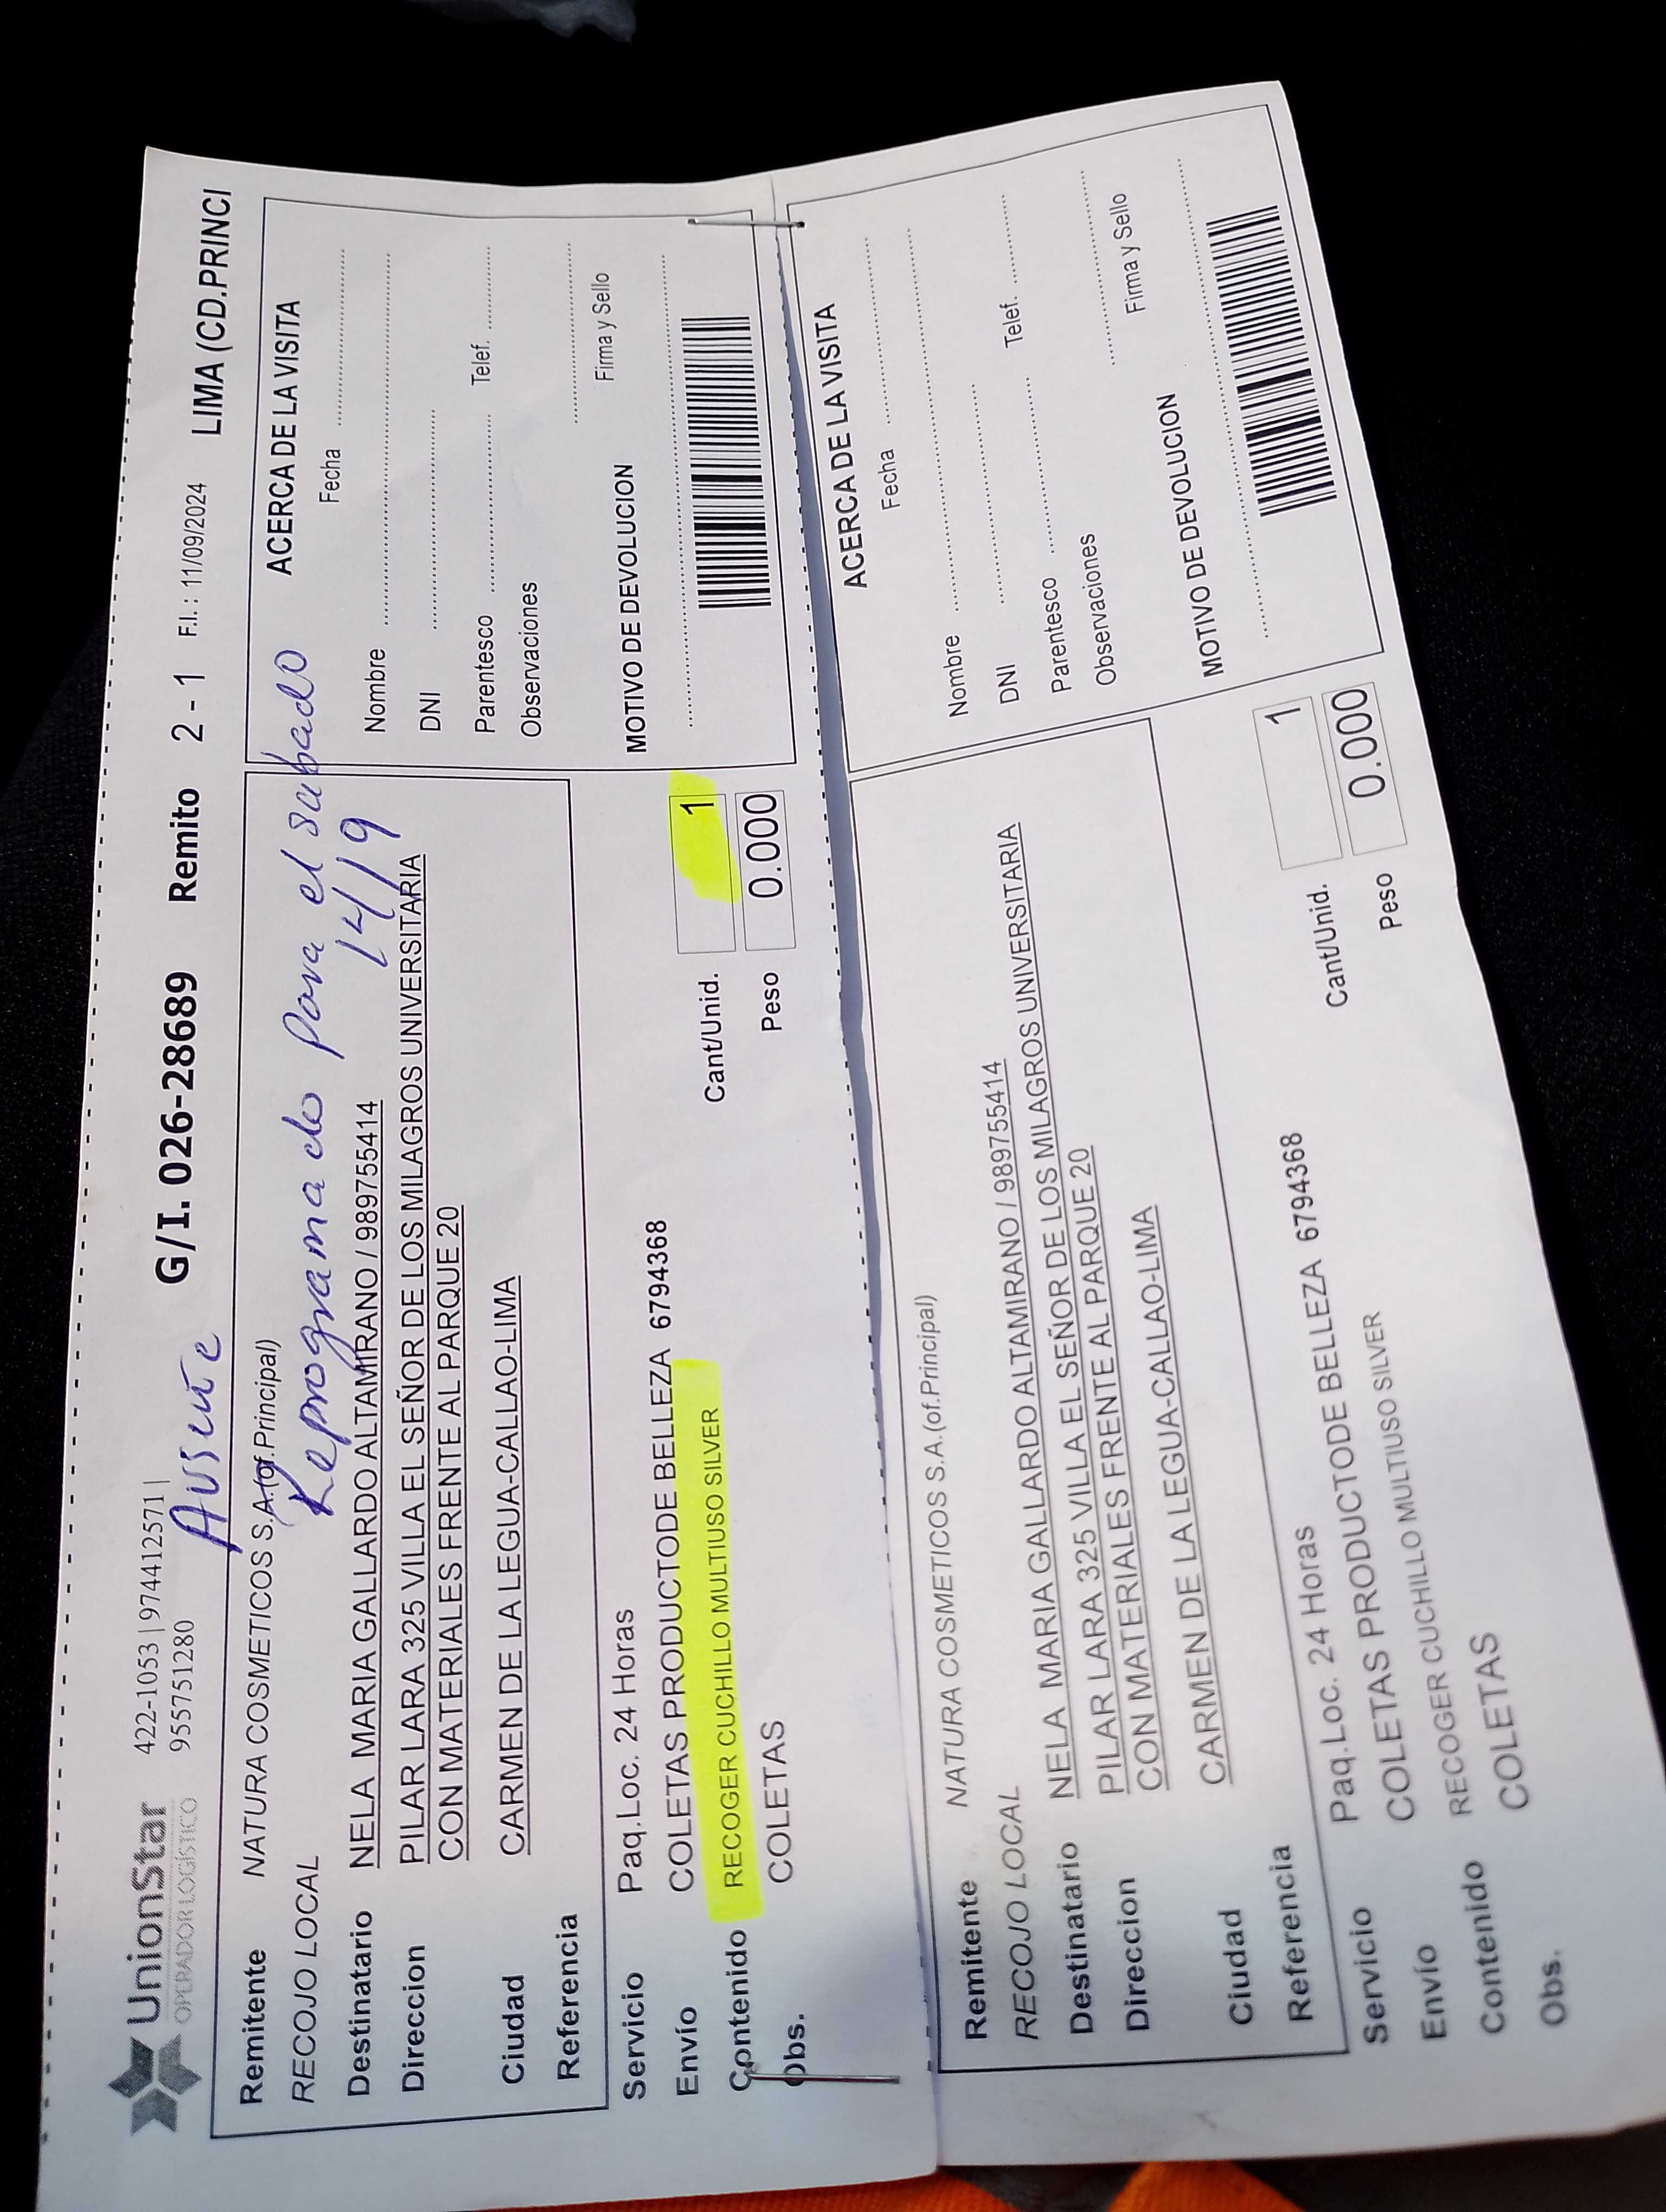 UnionStar
OPERADOR LOGÍSTICO
422-1053 | 974412571 |
955751280
Ausente
G/I. 026-28689 Remito 2 - 1 F.I.: 11/09/2024 LIMA (CD.PRINCI
Remitente NATURA COSMETICOS S.A.(of.Principal)
Reprogramado para el sabado
14/9
RECOJO LOCAL
Destinatario NELA MARIA GALLARDO ALTAMIRANO / 989755414
Direccion PILAR LARA 325 VILLA EL SEÑOR DE LOS MILAGROS UNIVERSITARIA
CON MATERIALES FRENTE AL PARQUE 20
Ciudad CARMEN DE LA LEGUA-CALLAO-LIMA
Referencia
Servicio Paq.Loc. 24 Horas
Envío COLETAS PRODUCTODE BELLEZA 6794368
Contenido RECOGER CUCHILLO MULTIUSO SILVER
Obs. COLETAS
Cant/Unid. 1
Peso 0.000
ACERCA DE LA VISITA
Fecha
Nombre
DNI
Parentesco Telef.
Observaciones
Firma y Sello
MOTIVO DE DEVOLUCION
Remitente NATURA COSMETICOS S.A.(of.Principal)
RECOJO LOCAL
Destinatario NELA MARIA GALLARDO ALTAMIRANO / 989755414
Direccion PILAR LARA 325 VILLA EL SEÑOR DE LOS MILAGROS UNIVERSITARIA
CON MATERIALES FRENTE AL PARQUE 20
Ciudad CARMEN DE LA LEGUA-CALLAO-LIMA
Referencia
Servicio Paq.Loc. 24 Horas
Envío COLETAS PRODUCTODE BELLEZA 6794368
Contenido RECOGER CUCHILLO MULTIUSO SILVER
Obs. COLETAS
Cant/Unid. 1
Peso 0.000
ACERCA DE LA VISITA
Fecha
Nombre
DNI
Parentesco Telef.
Observaciones
Firma y Sello
MOTIVO DE DEVOLUCION